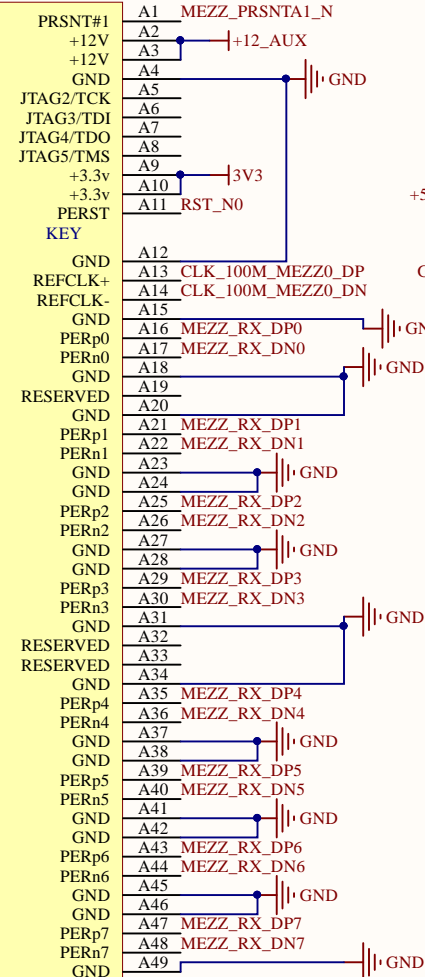 PRSNT#1 A1 MEZZ_PRSNTA1_N
+12V A2 +12_AUX
+12V A3
GND A4 GND
JTAG2/TCK A5
JTAG3/TDI A6
JTAG4/TDO A7
JTAG5/TMS A8
+3.3v A9 3V3
+3.3v A10
PERST A11 RST_N0
KEY
GND A12
REFCLK+ A13 CLK_100M_MEZZ0_DP
REFCLK- A14 CLK_100M_MEZZ0_DN
GND A15
PERp0 A16 MEZZ_RX_DP0
PERn0 A17 MEZZ_RX_DN0
GND A18 GND
RESERVED A19
GND A20
PERp1 A21 MEZZ_RX_DP1
PERn1 A22 MEZZ_RX_DN1
GND A23 GND
GND A24
PERp2 A25 MEZZ_RX_DP2
PERn2 A26 MEZZ_RX_DN2
GND A27 GND
GND A28
PERp3 A29 MEZZ_RX_DP3
PERn3 A30 MEZZ_RX_DN3
GND A31 GND
RESERVED A32
RESERVED A33
GND A34
PERp4 A35 MEZZ_RX_DP4
PERn4 A36 MEZZ_RX_DN4
GND A37 GND
GND A38
PERp5 A39 MEZZ_RX_DP5
PERn5 A40 MEZZ_RX_DN5
GND A41 GND
GND A42
PERp6 A43 MEZZ_RX_DP6
PERn6 A44 MEZZ_RX_DN6
GND A45 GND
GND A46
PERp7 A47 MEZZ_RX_DP7
PERn7 A48 MEZZ_RX_DN7
GND A49 GND